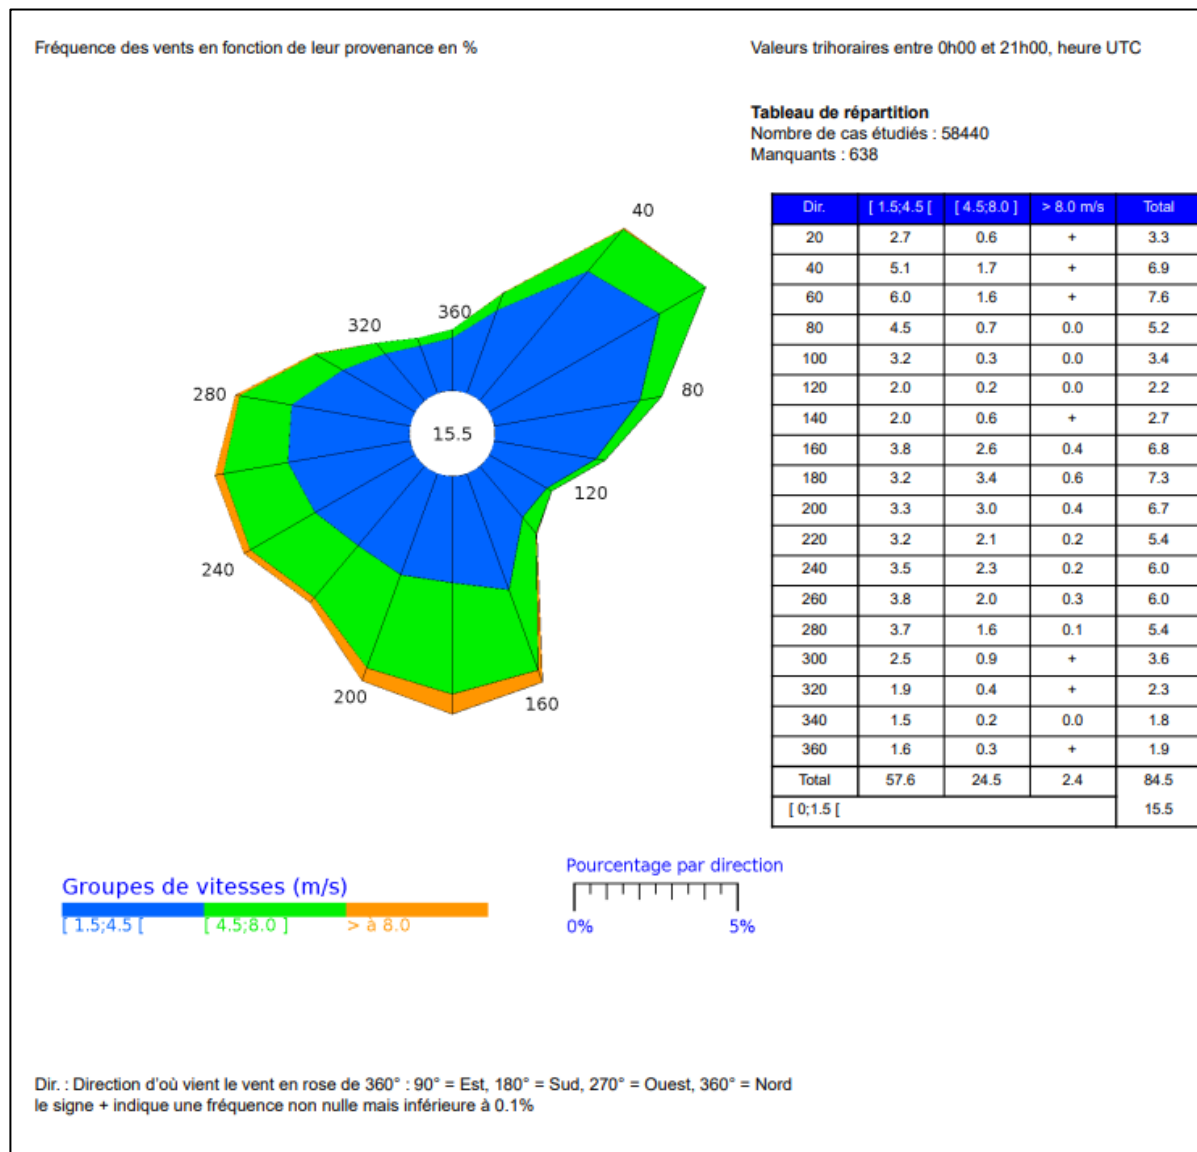 Fréquence des vents en fonction de leur provenance en %
Valeurs trihoraires entre 0h00 et 21h00, heure UTC
Tableau de répartition
Nombre de cas étudiés : 58440
Manquants : 638
40
360
320
280
80
15.5
120
240
200
160
Dir. [ 1.5;4.5 [ [ 4.5;8.0 ] > 8.0 m/s Total
20 2.7 0.6 + 3.3
40 5.1 1.7 + 6.9
60 6.0 1.6 + 7.6
80 4.5 0.7 0.0 5.2
100 3.2 0.3 0.0 3.4
120 2.0 0.2 0.0 2.2
140 2.0 0.6 + 2.7
160 3.8 2.6 0.4 6.8
180 3.2 3.4 0.6 7.3
200 3.3 3.0 0.4 6.7
220 3.2 2.1 0.2 5.4
240 3.5 2.3 0.2 6.0
260 3.8 2.0 0.3 6.0
280 3.7 1.6 0.1 5.4
300 2.5 0.9 + 3.6
320 1.9 0.4 + 2.3
340 1.5 0.2 0.0 1.8
360 1.6 0.3 + 1.9
Total 57.6 24.5 2.4 84.5
[ 0;1.5 [ 15.5
Groupes de vitesses (m/s)
[ 1.5;4.5 [ [ 4.5;8.0 ] > à 8.0
Pourcentage par direction
0% 5%
Dir. : Direction d'où vient le vent en rose de 360° : 90° = Est, 180° = Sud, 270° = Ouest, 360° = Nord
le signe + indique une fréquence non nulle mais inférieure à 0.1%